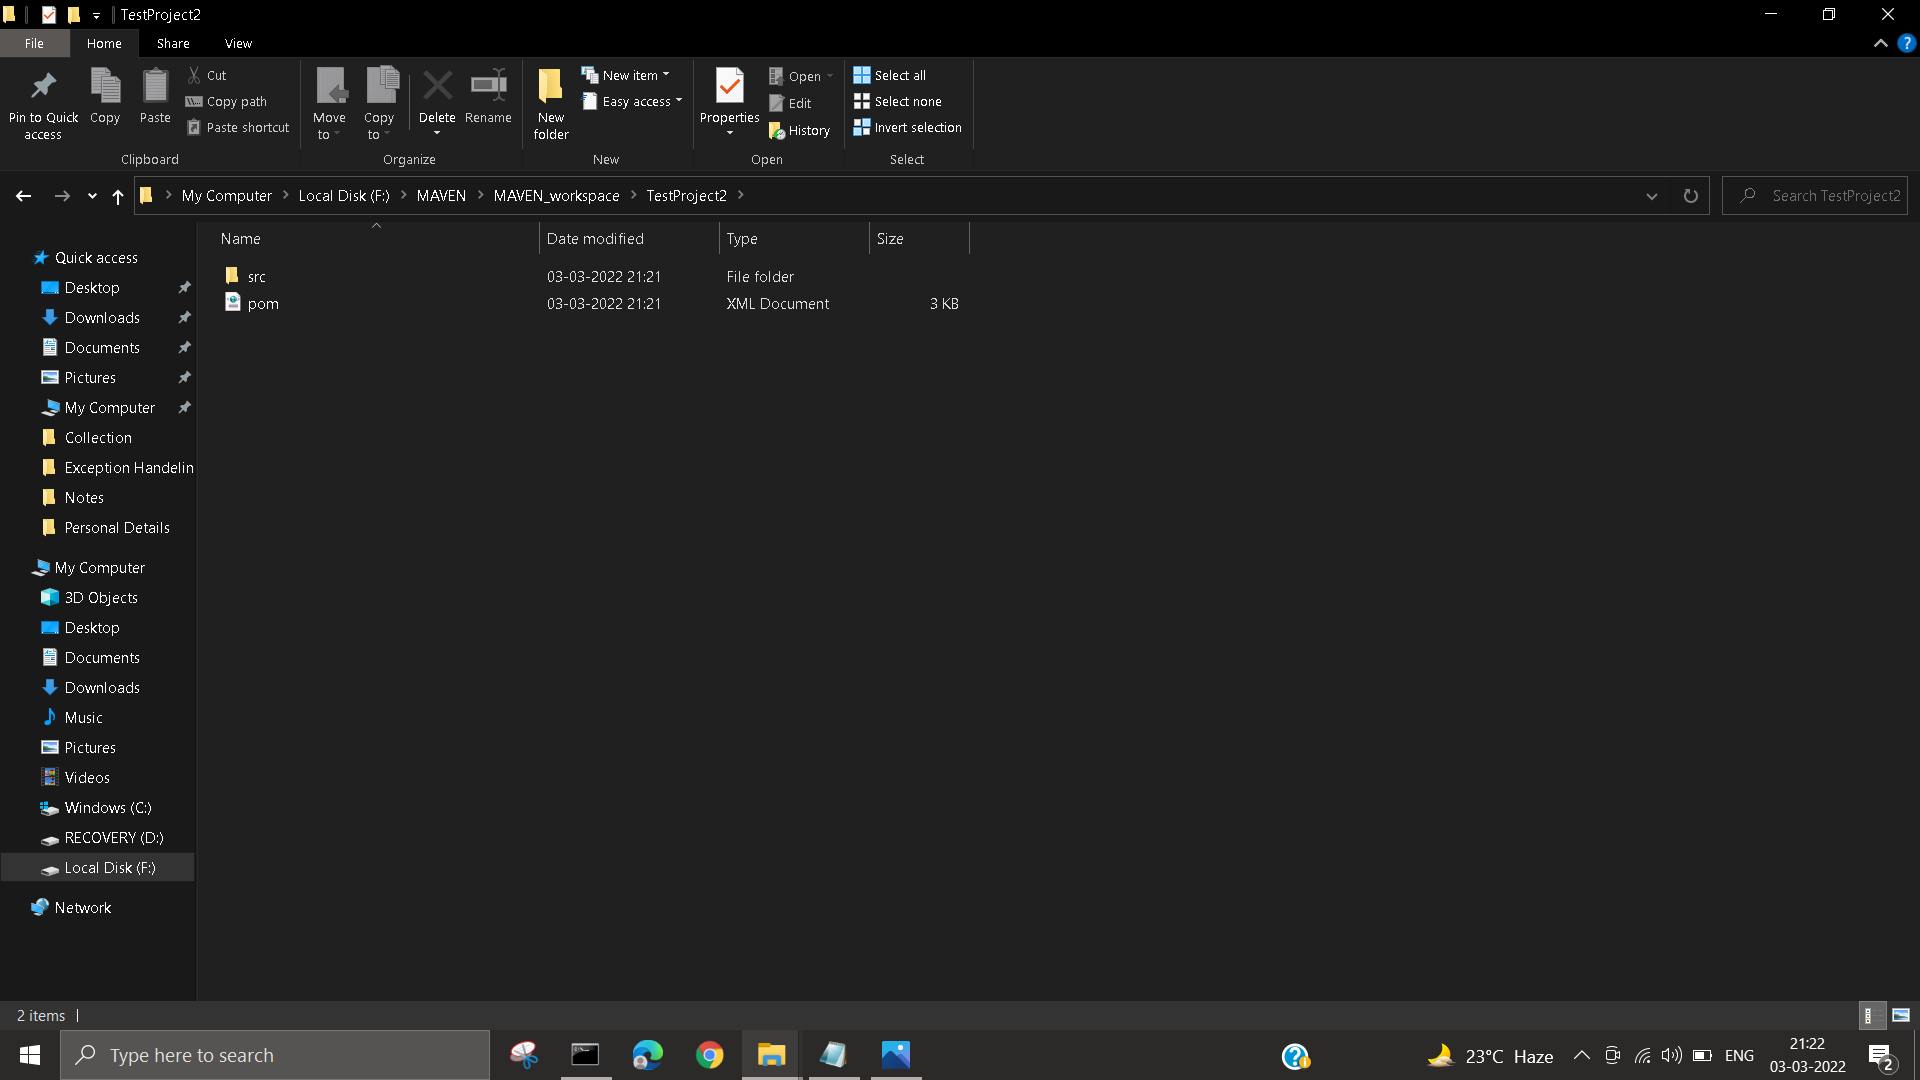 TestProject2
File Home Share View
Pin to Quick access
Copy
Paste
Cut
Copy path
Paste shortcut
Clipboard
Move to
Copy to
Delete
Rename
Organize
New folder
New item
Easy access
New
Properties
Open
Edit
History
Open
Select all
Select none
Invert selection
Select
My Computer Local Disk (F:) MAVEN MAVEN_workspace TestProject2
Search TestProject2
Name Date modified Type Size
src 03-03-2022 21:21 File folder
pom 03-03-2022 21:21 XML Document 3 KB
Quick access
Desktop
Downloads
Documents
Pictures
My Computer
Collection
Exception Handelin
Notes
Personal Details
My Computer
3D Objects
Desktop
Documents
Downloads
Music
Pictures
Videos
Windows (C:)
RECOVERY (D:)
Local Disk (F:)
Network
2 items
Type here to search
23°C Haze
ENG
21:22
03-03-2022
2